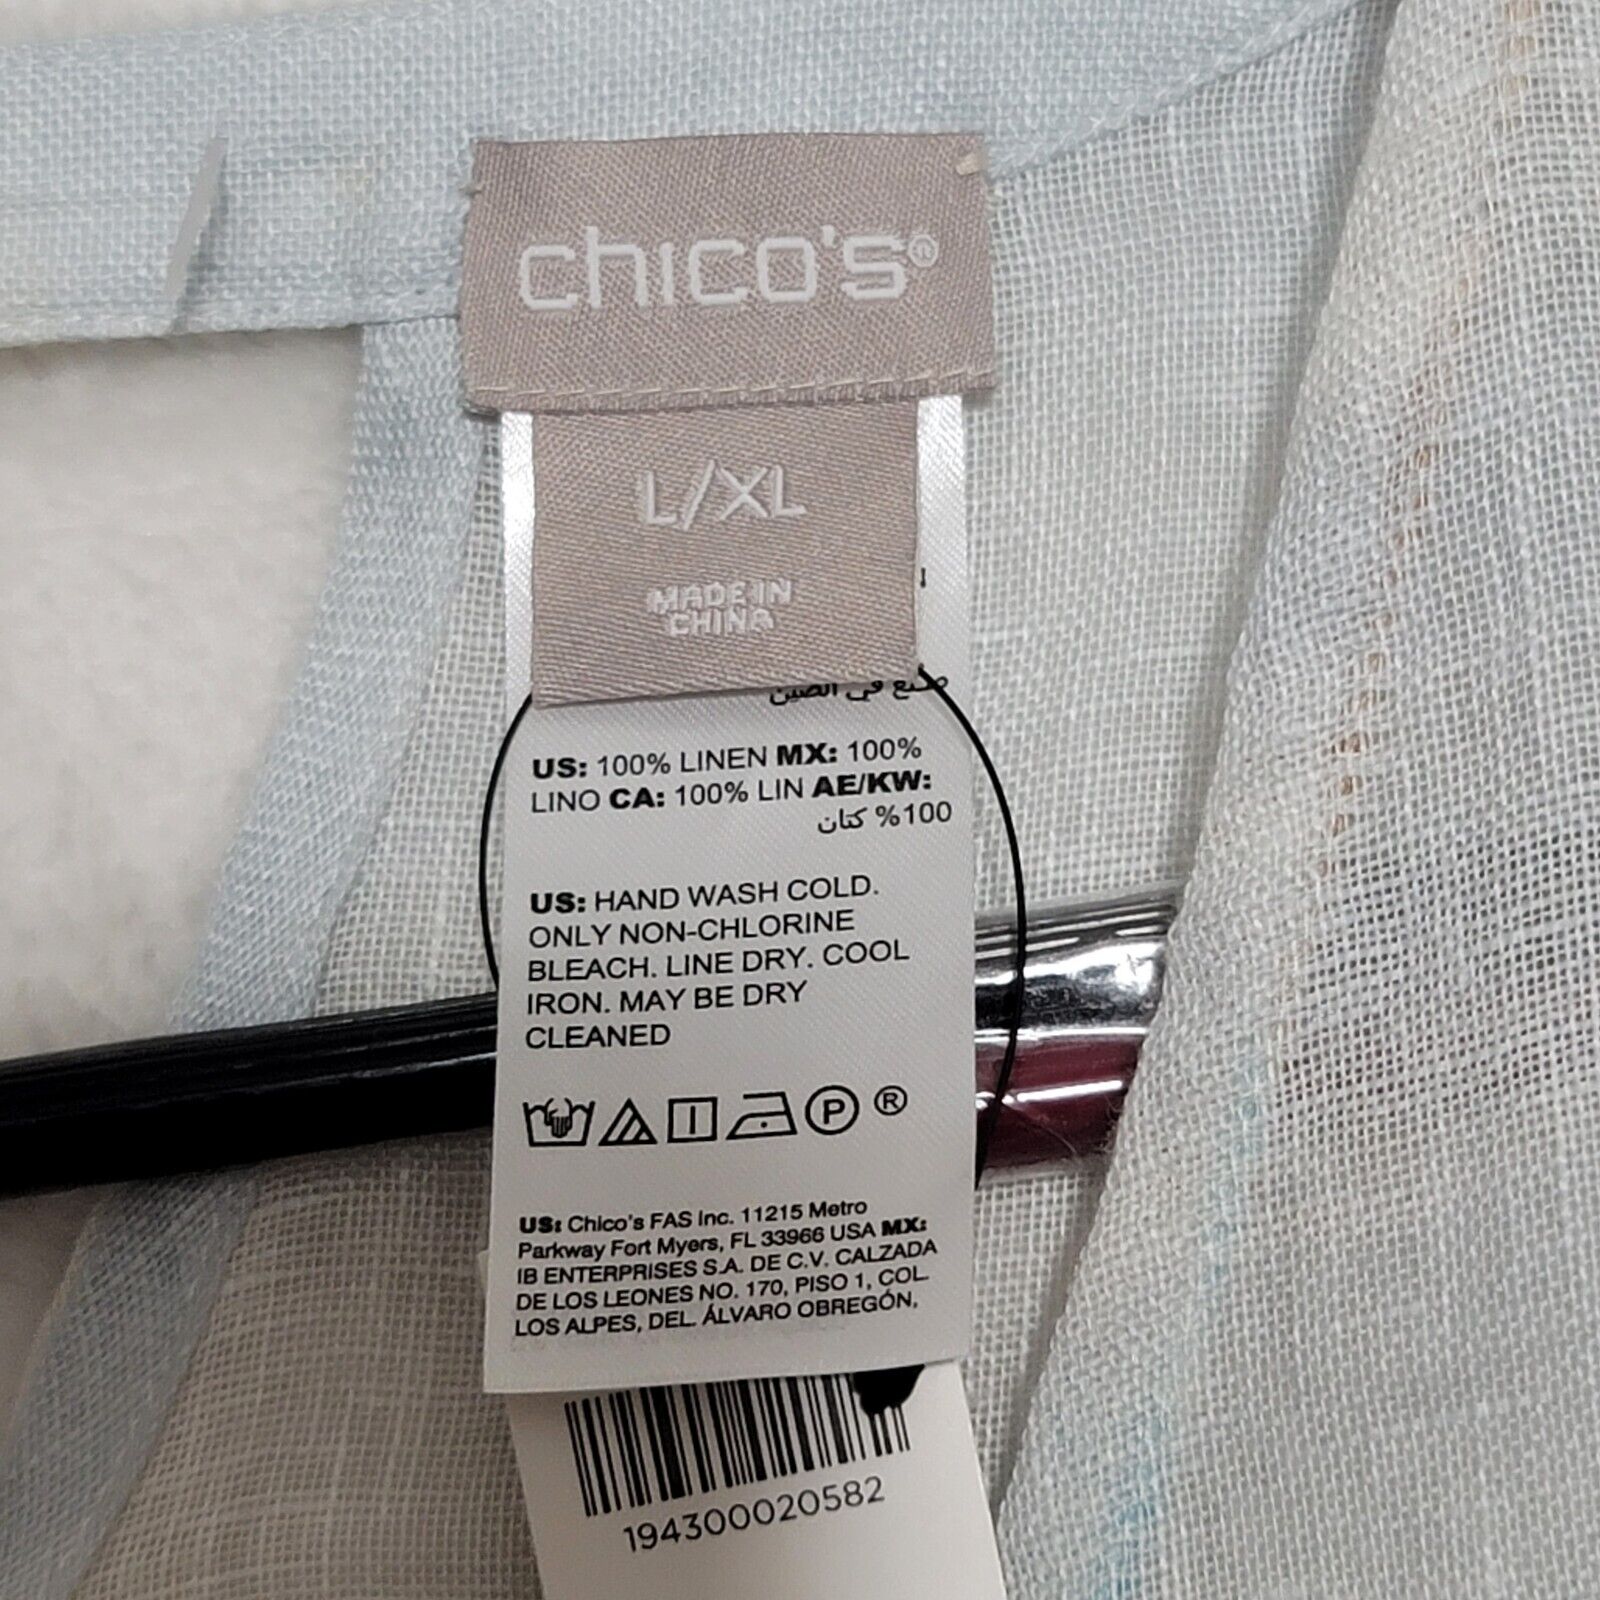 chico's®
L/XL
MADE IN
CHINA
صنع في الصين
US: 100% LINEN MX: 100%
LINO CA: 100% LIN AE/KW:
100% كتان
US: HAND WASH COLD.
ONLY NON-CHLORINE
BLEACH. LINE DRY. COOL
IRON. MAY BE DRY
CLEANED
P ®
US: Chico's FAS Inc. 11215 Metro
Parkway Fort Myers, FL 33966 USA MX:
IB ENTERPRISES S.A. DE C.V. CALZADA
DE LOS LEONES NO. 170, PISO 1, COL.
LOS ALPES, DEL. ÁLVARO OBREGÓN,
194300020582